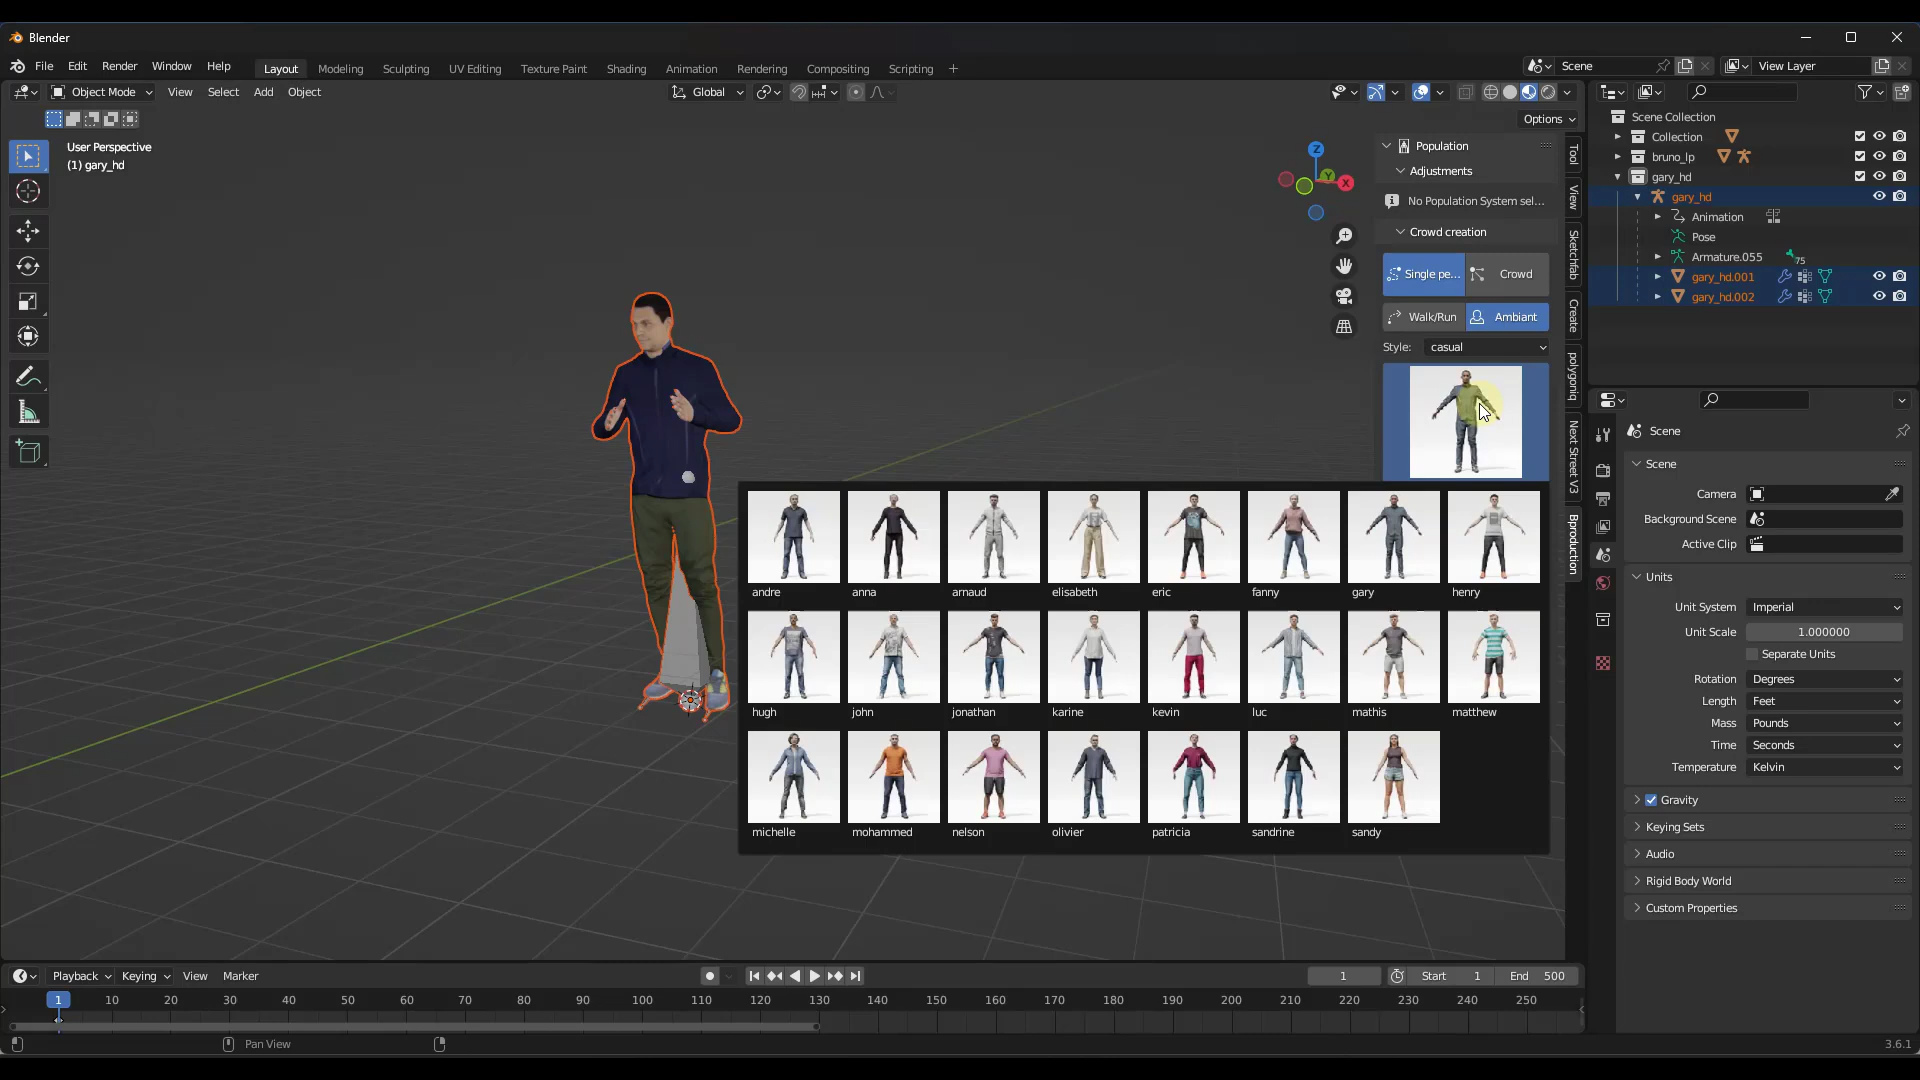 Blender
File Edit Render Window Help
Layout Modeling Sculpting UV Editing Texture Paint Shading Animation Rendering Compositing Scripting +
Scene
View Layer
Object Mode View Select Add Object
Global
Options
User Perspective
(1) gary_hd
Z
Y
X
Population
Adjustments
No Population System sel...
Crowd creation
Single pe... Crowd
Walk/Run Ambiant
Style: casual
Tool
View
Sketchfab
Create
polygoniq
Next Street V3
Bproduction
andre anna arnaud elisabeth eric fanny gary henry
hugh john jonathan karine kevin luc mathis matthew
michelle mohammed nelson olivier patricia sandrine sandy
Scene Collection
Collection
bruno_lp
gary_hd
gary_hd
Animation
Pose
Armature.055 75
gary_hd.001
gary_hd.002
Scene
Scene
Camera
Background Scene
Active Clip
Units
Unit System Imperial
Unit Scale 1.000000
Separate Units
Rotation Degrees
Length Feet
Mass Pounds
Time Seconds
Temperature Kelvin
Gravity
Keying Sets
Audio
Rigid Body World
Custom Properties
Playback Keying View Marker
1 Start 1 End 500
1 10 20 30 40 50 60 70 80 90 100 110 120 130 140 150 160 170 180 190 200 210 220 230 240 250
Pan View
3.6.1